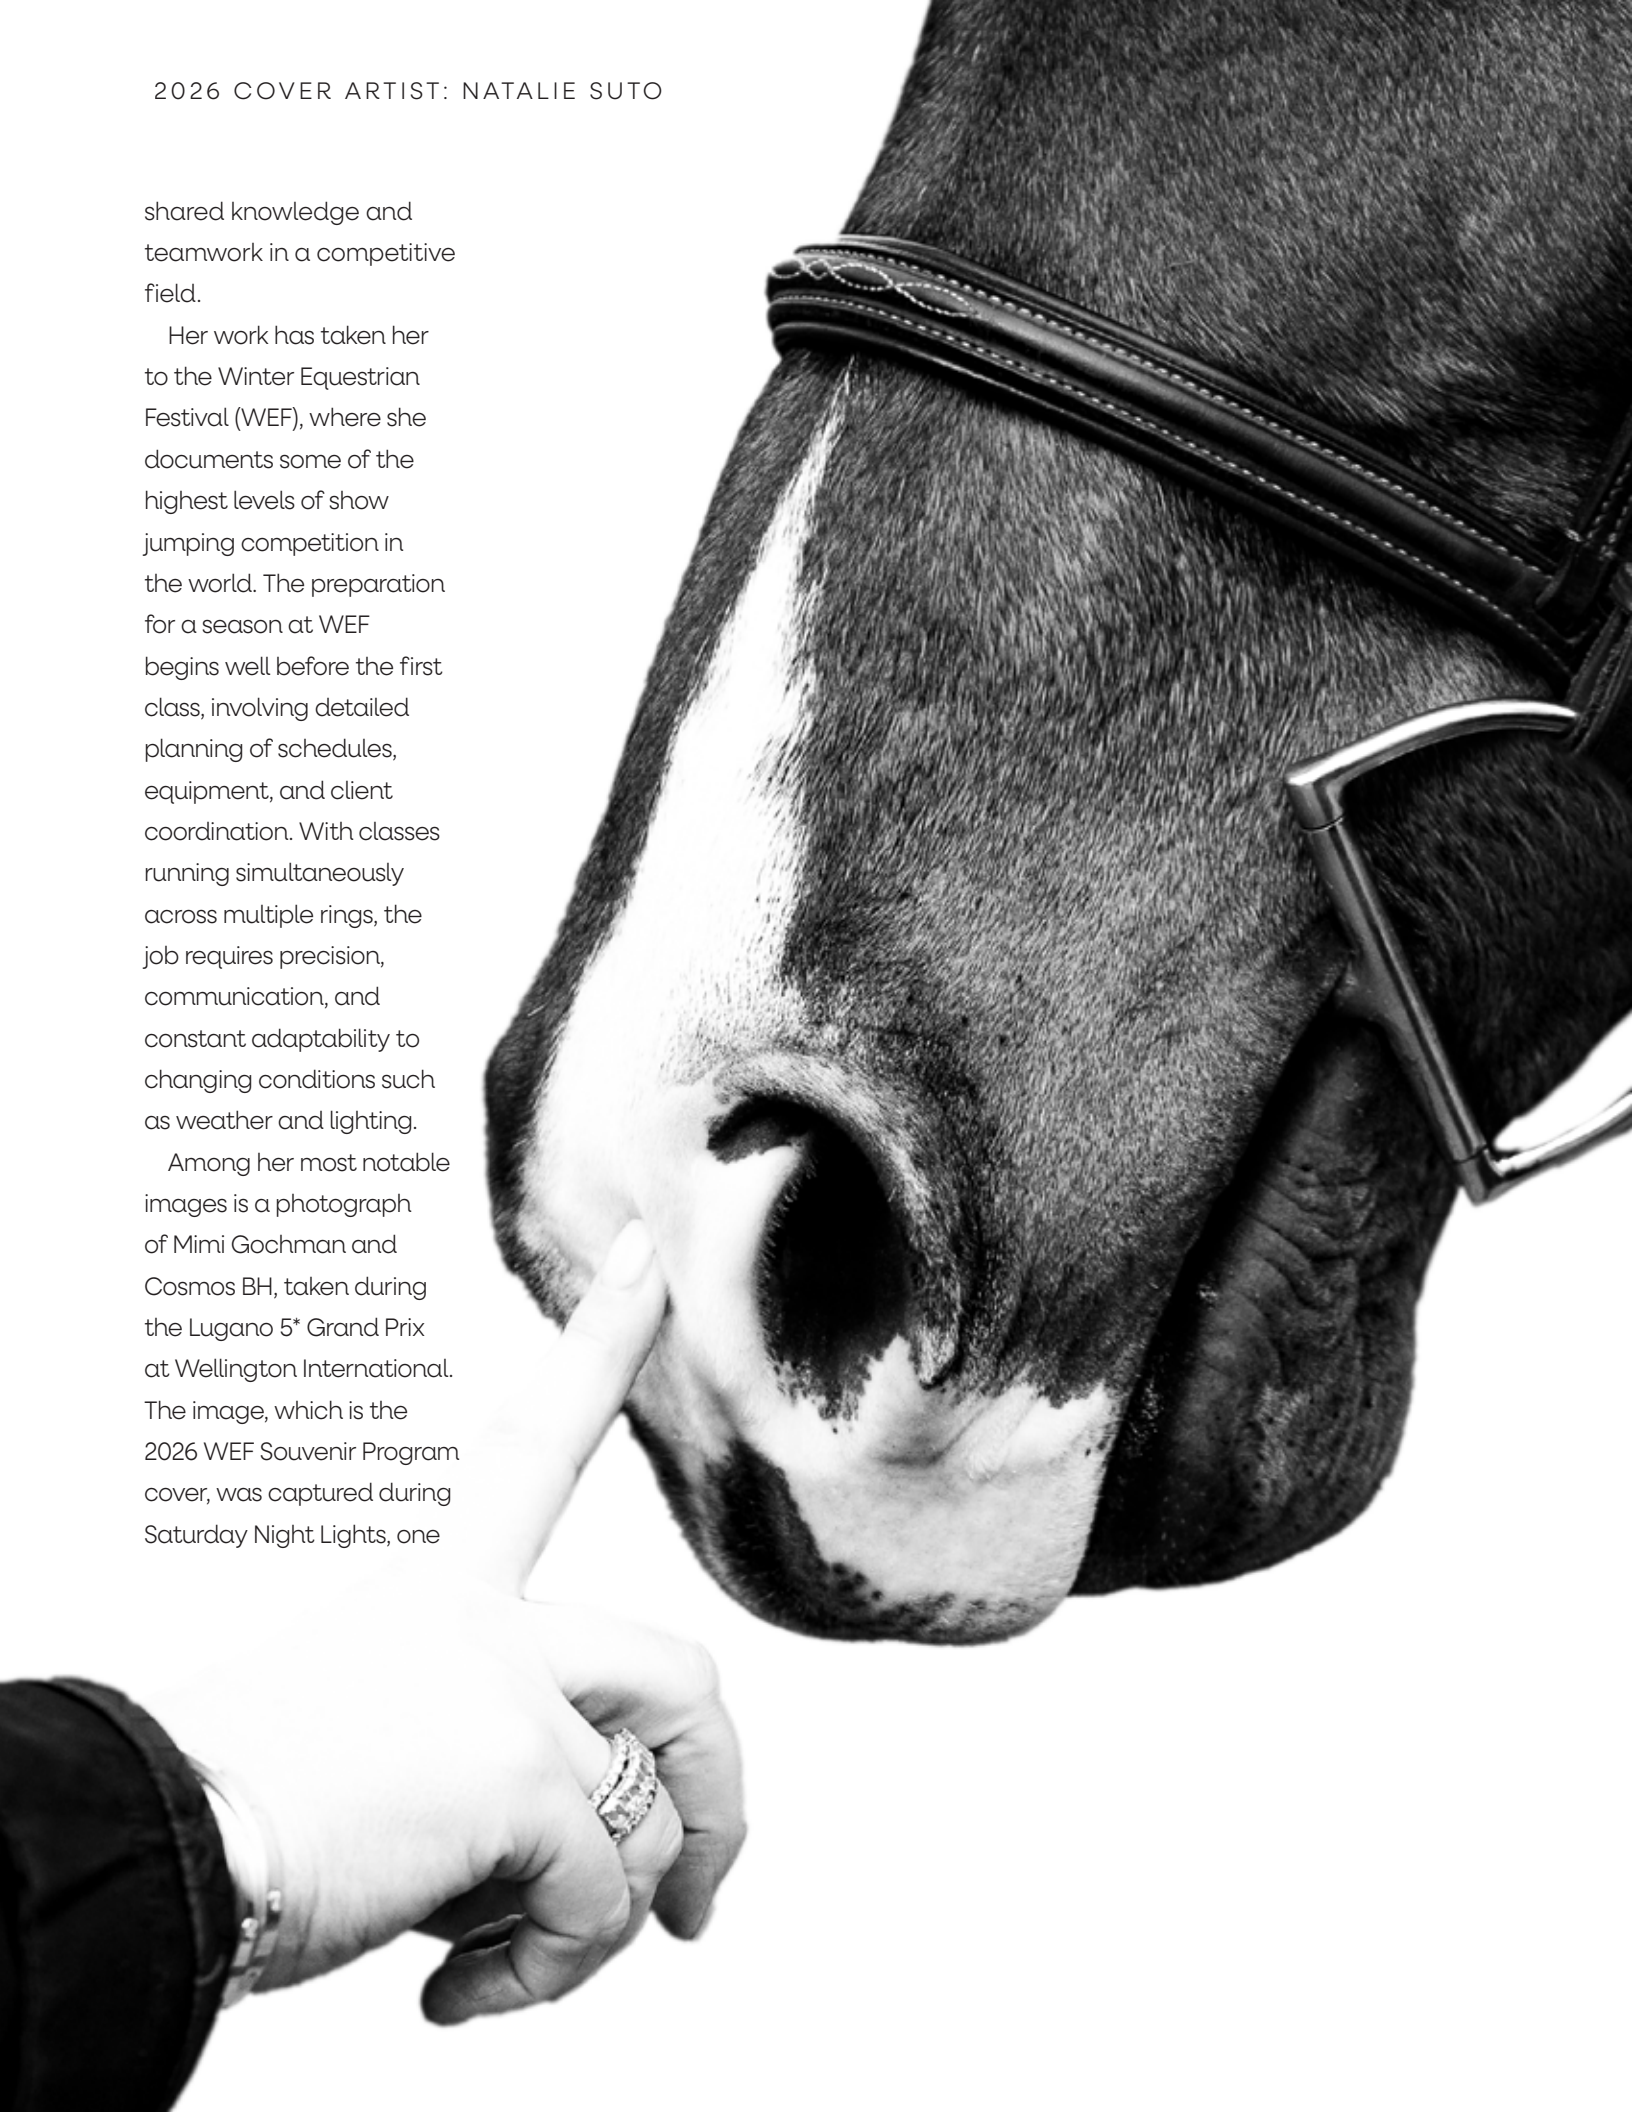 2026 COVER ARTIST: NATALIE SUTO
shared knowledge and
teamwork in a competitive
field.
Her work has taken her
to the Winter Equestrian
Festival (WEF), where she
documents some of the
highest levels of show
jumping competition in
the world. The preparation
for a season at WEF
begins well before the first
class, involving detailed
planning of schedules,
equipment, and client
coordination. With classes
running simultaneously
across multiple rings, the
job requires precision,
communication, and
constant adaptability to
changing conditions such
as weather and lighting.
Among her most notable
images is a photograph
of Mimi Gochman and
Cosmos BH, taken during
the Lugano 5* Grand Prix
at Wellington International.
The image, which is the
2026 WEF Souvenir Program
cover, was captured during
Saturday Night Lights, one